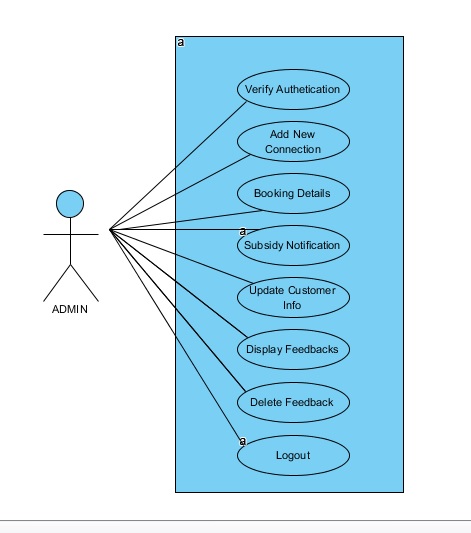 a
Verify Authetication
Add New
Connection
Booking Details
a
Subsidy Notification
Update Customer
Info
ADMIN
Display Feedbacks
Delete Feedback
a
Logout